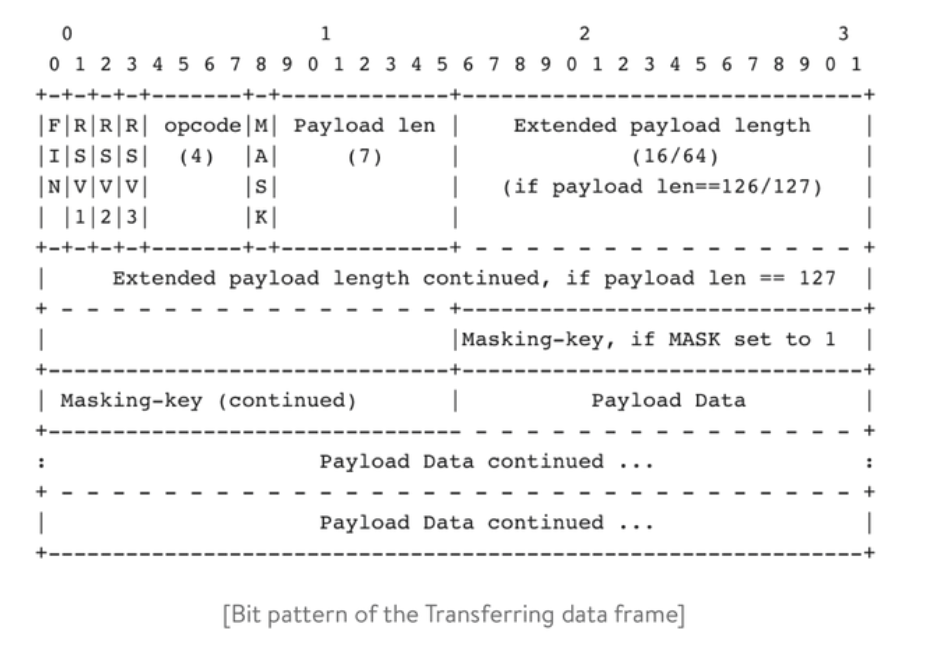 0                   1                   2                   3
 0 1 2 3 4 5 6 7 8 9 0 1 2 3 4 5 6 7 8 9 0 1 2 3 4 5 6 7 8 9 0 1
+-+-+-+-+-------+-+-------------+-------------------------------+
|F|R|R|R| opcode|M| Payload len |    Extended payload length    |
|I|S|S|S|  (4)  |A|     (7)     |             (16/64)           |
|N|V|V|V|       |S|             |   (if payload len==126/127)   |
| |1|2|3|       |K|             |                               |
+-+-+-+-+-------+-+-------------+ - - - - - - - - - - - - - - - +
|     Extended payload length continued, if payload len == 127  |
+ - - - - - - - - - - - - - - - +-------------------------------+
|                               |Masking-key, if MASK set to 1  |
+-------------------------------+-------------------------------+
| Masking-key (continued)       |          Payload Data         |
+-------------------------------- - - - - - - - - - - - - - - - +
:                     Payload Data continued ...                :
+ - - - - - - - - - - - - - - - - - - - - - - - - - - - - - - - +
|                     Payload Data continued ...                |
+---------------------------------------------------------------+
[Bit pattern of the Transferring data frame]